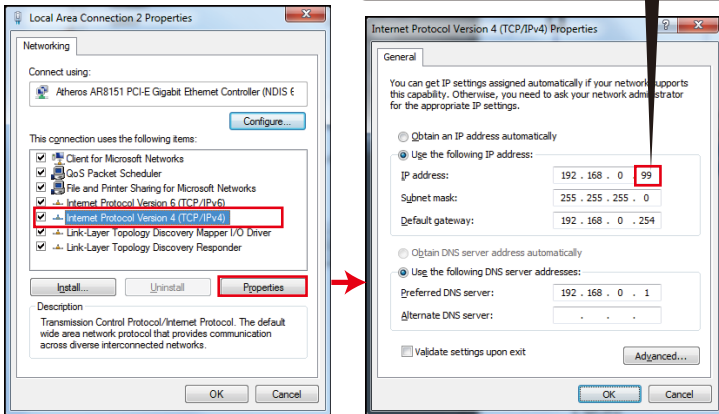 Local Area Connection 2 Properties
Networking
Connect using:
Atheros AR8151 PCI-E Gigabit Ethernet Controller (NDIS 6
Configure...
This connection uses the following items:
Client for Microsoft Networks
QoS Packet Scheduler
File and Printer Sharing for Microsoft Networks
Internet Protocol Version 6 (TCP/IPv6)
Internet Protocol Version 4 (TCP/IPv4)
Link-Layer Topology Discovery Mapper I/O Driver
Link-Layer Topology Discovery Responder
Install...
Uninstall
Properties
Description
Transmission Control Protocol/Internet Protocol. The default
wide area network protocol that provides communication
across diverse interconnected networks.
OK
Cancel
Internet Protocol Version 4 (TCP/IPv4) Properties
General
You can get IP settings assigned automatically if your network supports
this capability. Otherwise, you need to ask your network administrator
for the appropriate IP settings.
Obtain an IP address automatically
Use the following IP address:
IP address:
192 . 168 . 0 . 99
Subnet mask:
255 . 255 . 255 . 0
Default gateway:
192 . 168 . 0 . 254
Obtain DNS server address automatically
Use the following DNS server addresses:
Preferred DNS server:
192 . 168 . 0 . 1
Alternate DNS server:
. . .
Validate settings upon exit
Advanced...
OK
Cancel